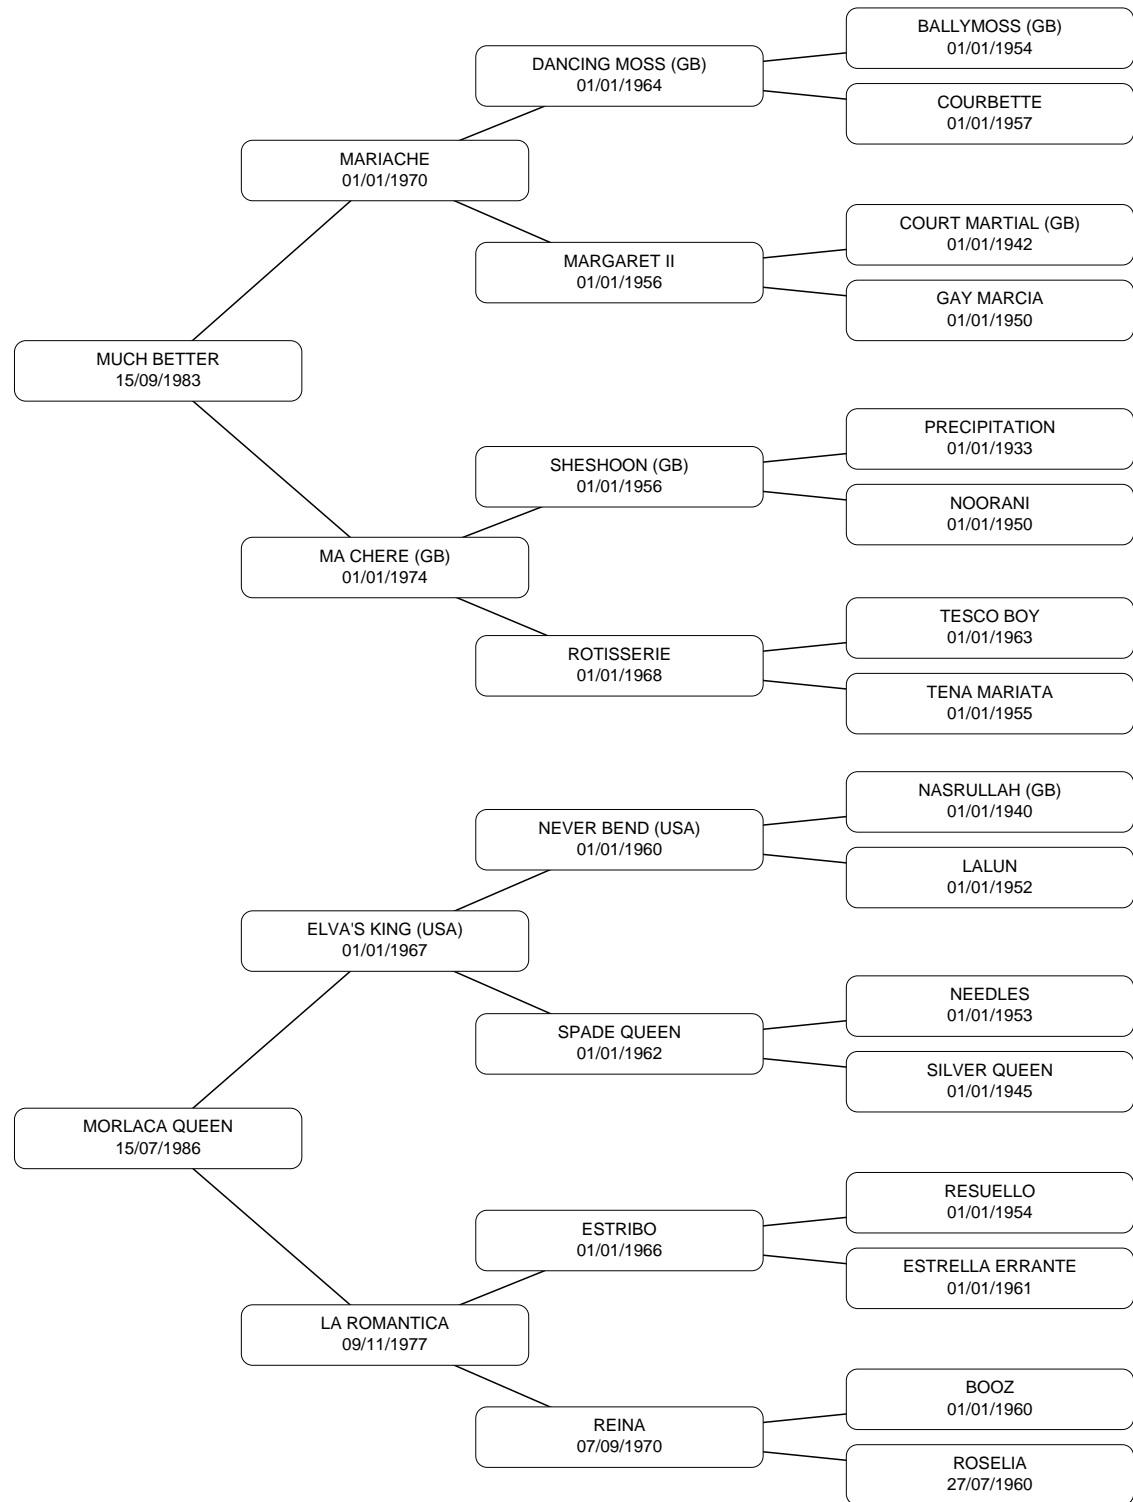 BALLYMOSS (GB)
01/01/1954
DANCING MOSS (GB)
01/01/1964
COURBETTE
01/01/1957
MARIACHE
01/01/1970
COURT MARTIAL (GB)
01/01/1942
MARGARET II
01/01/1956
GAY MARCIA
01/01/1950
MUCH BETTER
15/09/1983
PRECIPITATION
01/01/1933
SHESHOON (GB)
01/01/1956
NOORANI
01/01/1950
MA CHERE (GB)
01/01/1974
TESCO BOY
01/01/1963
ROTISSERIE
01/01/1968
TENA MARIATA
01/01/1955
NASRULLAH (GB)
01/01/1940
NEVER BEND (USA)
01/01/1960
LALUN
01/01/1952
ELVA'S KING (USA)
01/01/1967
NEEDLES
01/01/1953
SPADE QUEEN
01/01/1962
SILVER QUEEN
01/01/1945
MORLACA QUEEN
15/07/1986
RESUELLO
01/01/1954
ESTRIBO
01/01/1966
ESTRELLA ERRANTE
01/01/1961
LA ROMANTICA
09/11/1977
BOOZ
01/01/1960
REINA
07/09/1970
ROSELIA
27/07/1960